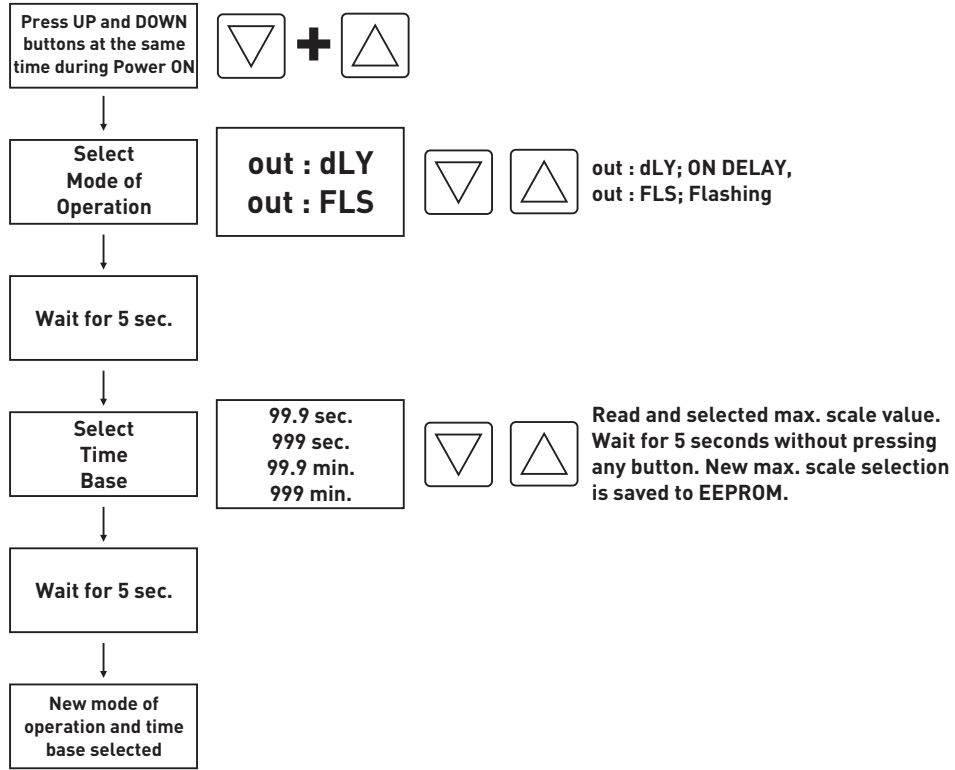 Press UP and DOWN
buttons at the same
time during Power ON
Select
Mode of
Operation
out : dLY
out : FLS
out : dLY; ON DELAY,
out : FLS; Flashing
Wait for 5 sec.
Select
Time
Base
99.9 sec.
999 sec.
99.9 min.
999 min.
Read and selected max. scale value.
Wait for 5 seconds without pressing
any button. New max. scale selection
is saved to EEPROM.
Wait for 5 sec.
New mode of
operation and time
base selected